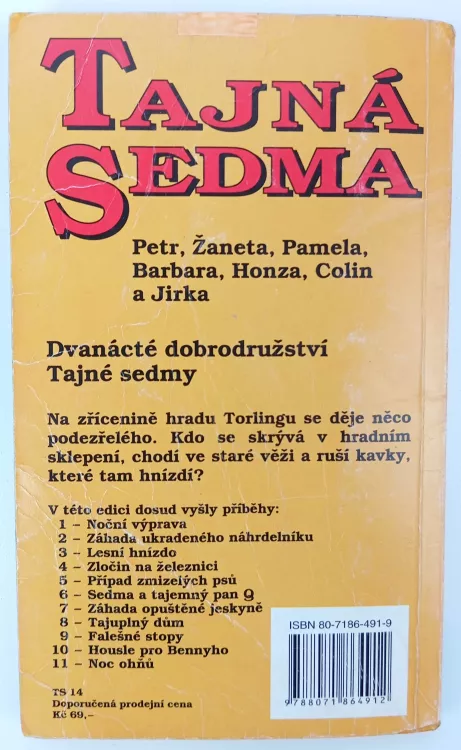 TAJNÁ
SEDMA
Petr, Žaneta, Pamela,
Barbara, Honza, Colin
a Jirka
Dvanácté dobrodružství
Tajné sedmy
Na zřícenině hradu Torlingu se děje něco
podezřelého. Kdo se skrývá v hradním
sklepení, chodí ve staré věži a ruší kavky,
které tam hnízdí?
V této edici dosud vyšly příběhy:
1 – Noční výprava
2 – Záhada ukradeného náhrdelníku
3 – Lesní hnízdo
4 – Zločin na železnici
5 – Případ zmizelých psů
6 – Sedma a tajemný pan Q
7 – Záhada opuštěné jeskyně
8 – Tajuplný dům
9 – Falešné stopy
10 – Housle pro Bennyho
11 – Noc ohňů
ISBN 80-7186-491-9
9 788071 864912
TS 14
Doporučená prodejní cena
Kč 69,–